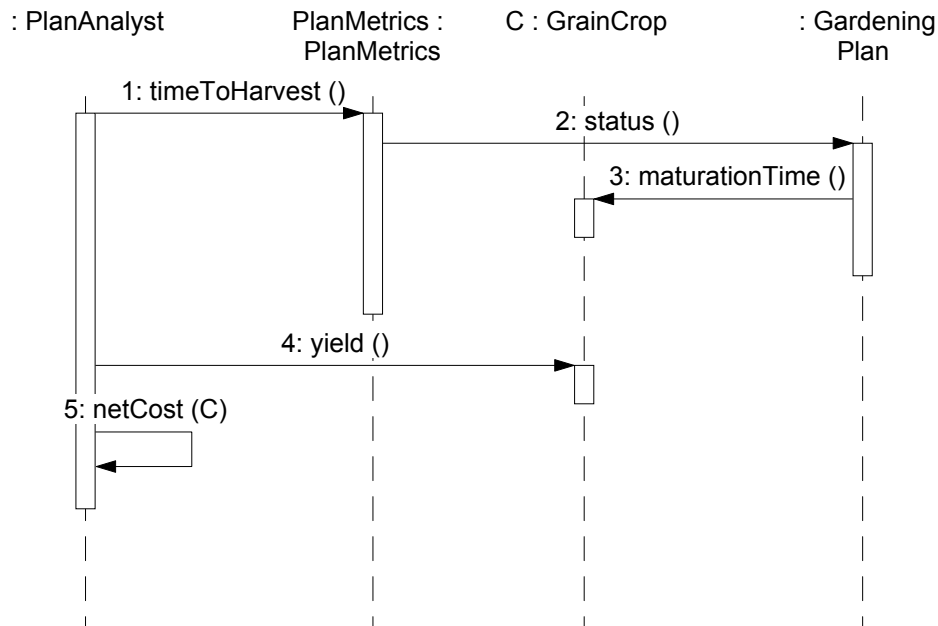 : PlanAnalyst
PlanMetrics :
PlanMetrics
C : GrainCrop
: Gardening
Plan
1: timeToHarvest ()
2: status ()
3: maturationTime ()
4: yield ()
5: netCost (C)